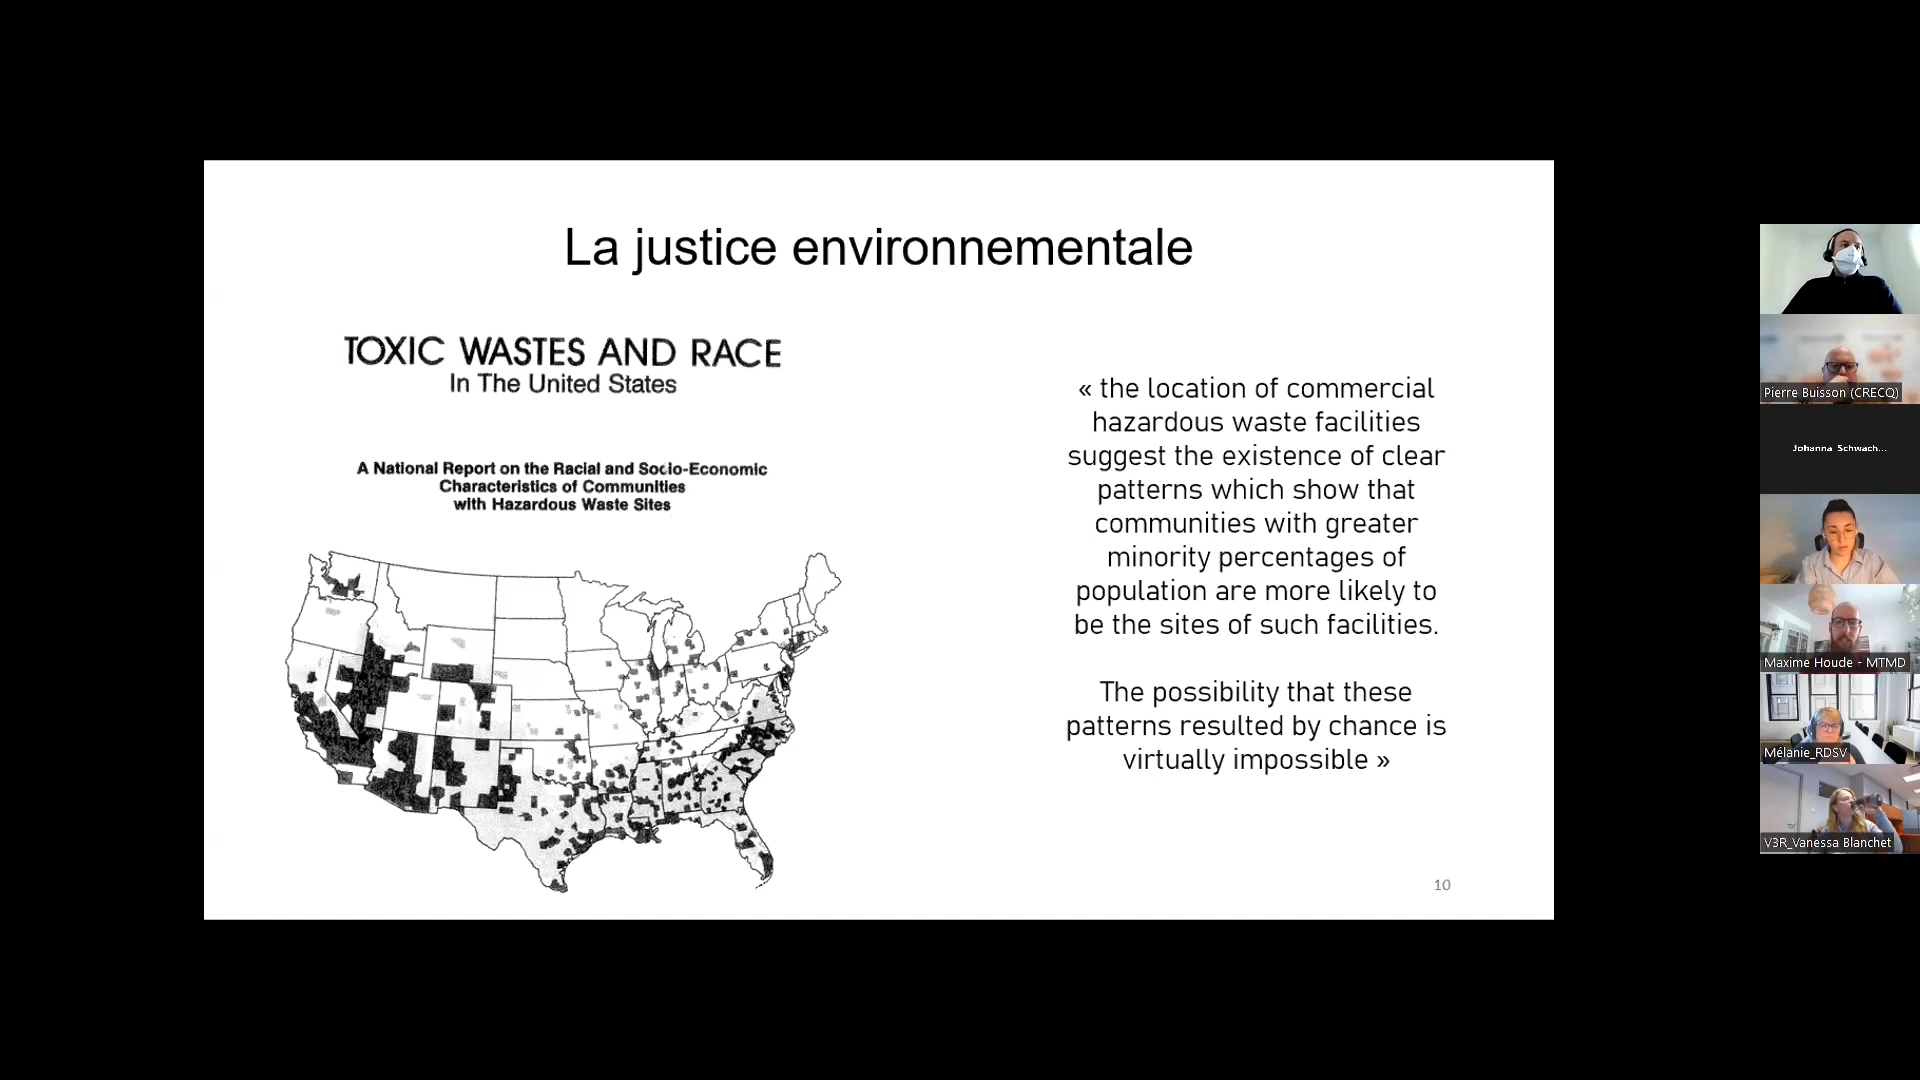 La justice environnementale
TOXIC WASTES AND RACE
In The United States
A National Report on the Racial and Socio-Economic
Characteristics of Communities
with Hazardous Waste Sites
« the location of commercial
hazardous waste facilities
suggest the existence of clear
patterns which show that
communities with greater
minority percentages of
population are more likely to
be the sites of such facilities.
The possibility that these
patterns resulted by chance is
virtually impossible »
10
Pierre Buisson (CRECQ)
Johanna Schwach...
Maxime Houde - MTMD
Mélanie_RDSV
V3R_Vanessa Blanchet